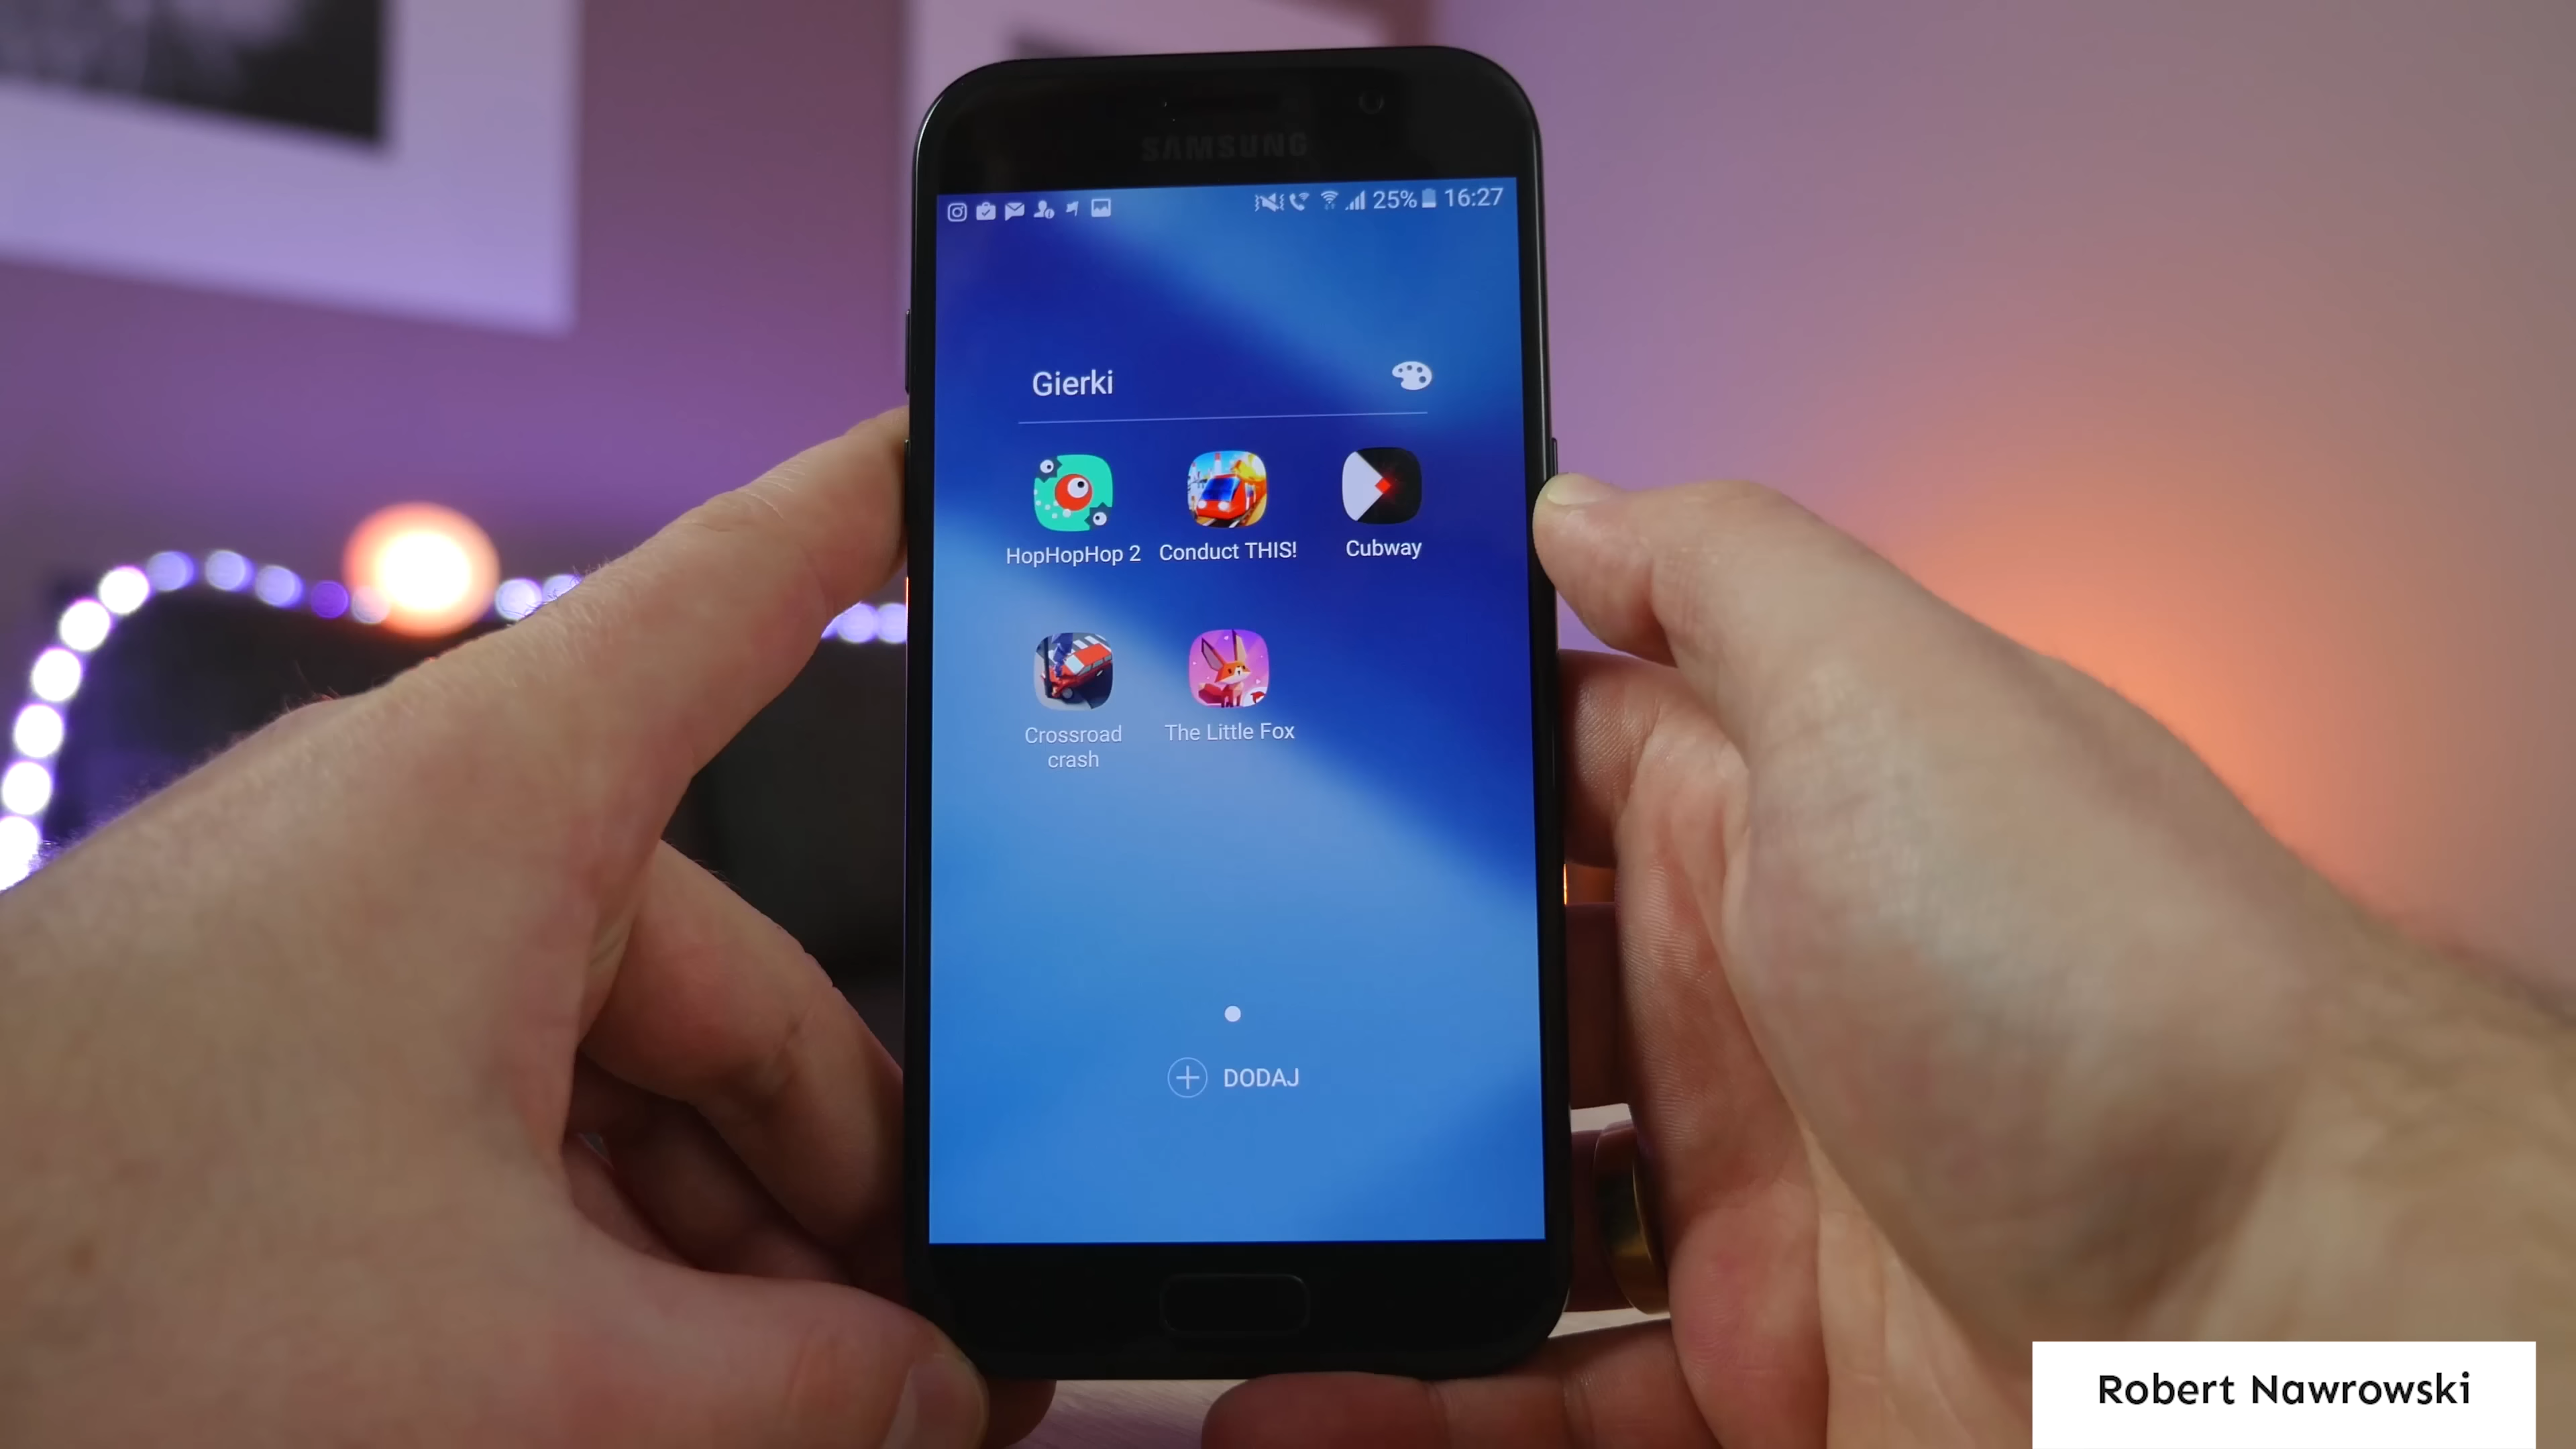 SAMSUNG
25% 16:27
Gierki
HopHopHop 2 Conduct THIS! Cubway
Crossroad
crash
The Little Fox
DODAJ
Robert Nawrowski